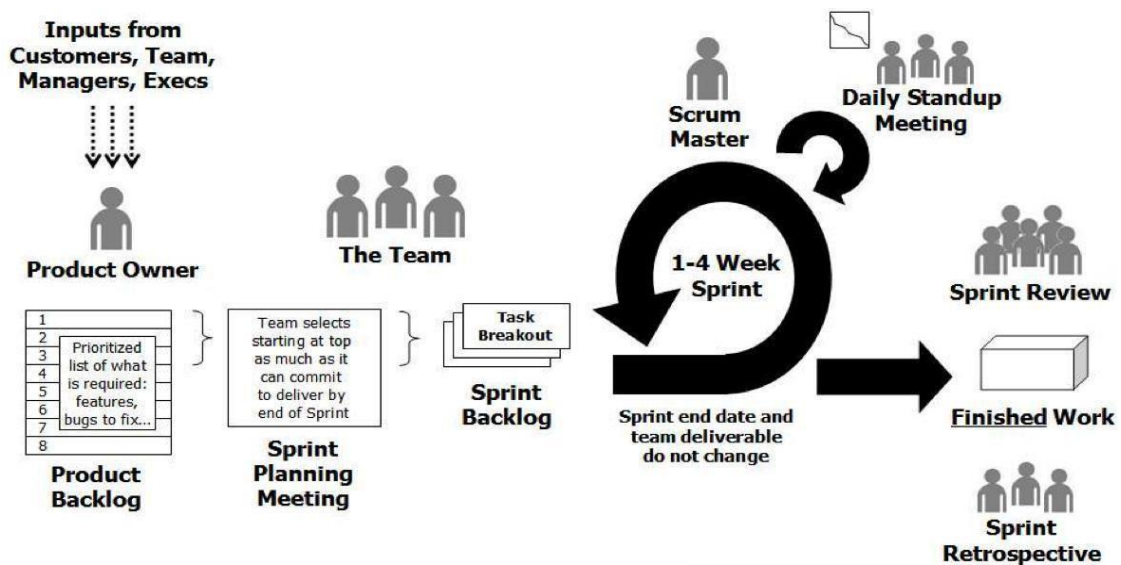 Inputs from
Customers, Team,
Managers, Execs
Product Owner
The Team
Scrum
Master
Daily Standup
Meeting
1
2
3
4
5
6
7
8
Prioritized
list of what
is required:
features,
bugs to fix...
Product
Backlog
Team selects
starting at top
as much as it
can commit
to deliver by
end of Sprint
Sprint
Planning
Meeting
Task
Breakout
Sprint
Backlog
1-4 Week
Sprint
Sprint end date and
team deliverable
do not change
Sprint Review
Finished Work
Sprint
Retrospective